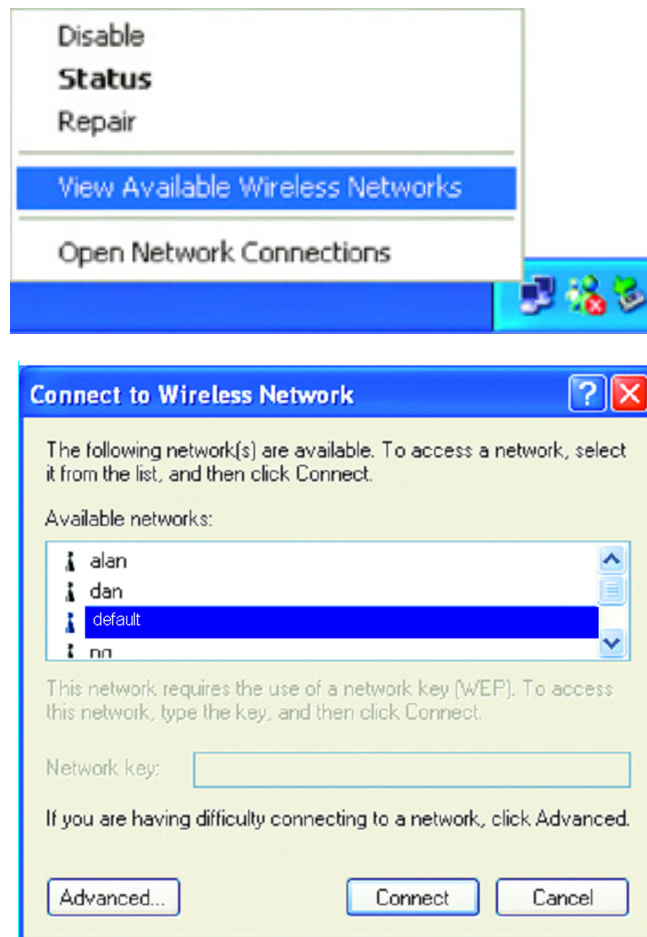 Disable
Status
Repair
View Available Wireless Networks
Open Network Connections
Connect to Wireless Network
The following network(s) are available. To access a network, select
it from the list, and then click Connect.
Available networks:
alan
dan
default
This network requires the use of a network key (WEP). To access
this network, type the key, and then click Connect.
Network key:
If you are having difficulty connecting to a network, click Advanced.
Advanced...
Connect
Cancel